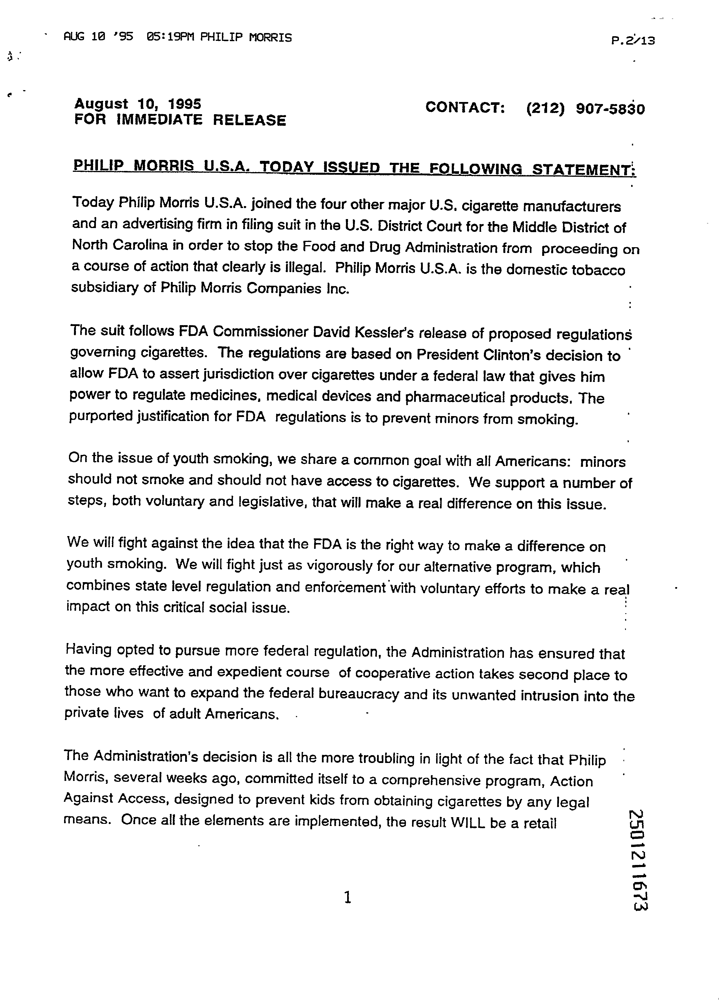 AUG 10 '95 05:19PM PHILIP MORRIS
P.2/13
August 10, 1995
CONTACT: (212) 907-5830
FOR IMMEDIATE RELEASE
PHILIP MORRIS U.S.A. TODAY ISSUED THE FOLLOWING STATEMENT:
Today Philip Morris U.S.A. joined the four other major U.S. cigarette manufacturers
and an advertising firm in filing suit in the U.S. District Court for the Middle District of
North Carolina in order to stop the Food and Drug Administration from proceeding on
a course of action that clearly is illegal. Philip Morris U.S.A. is the domestic tobacco
subsidiary of Philip Morris Companies Inc.
The suit follows FDA Commissioner David Kessler's release of proposed regulations
governing cigarettes. The regulations are based on President Clinton's decision to
allow FDA to assert jurisdiction over cigarettes under a federal law that gives him
power to regulate medicines, medical devices and pharmaceutical products. The
purported justification for FDA regulations is to prevent minors from smoking.
On the issue of youth smoking, we share a common goal with all Americans: minors
should not smoke and should not have access to cigarettes. We support a number of
steps, both voluntary and legislative, that will make a real difference on this issue.
We will fight against the idea that the FDA is the right way to make a difference on
youth smoking. We will fight just as vigorously for our alternative program, which
combines state level regulation and enforcement with voluntary efforts to make a real
impact on this critical social issue.
Having opted to pursue more federal regulation, the Administration has ensured that
the more effective and expedient course of cooperative action takes second place to
those who want to expand the federal bureaucracy and its unwanted intrusion into the
private lives of adult Americans.
The Administration's decision is all the more troubling in light of the fact that Philip
Morris, several weeks ago, committed itself to a comprehensive program, Action
Against Access, designed to prevent kids from obtaining cigarettes by any legal
means. Once all the elements are implemented, the result WILL be a retail
1
2501211673